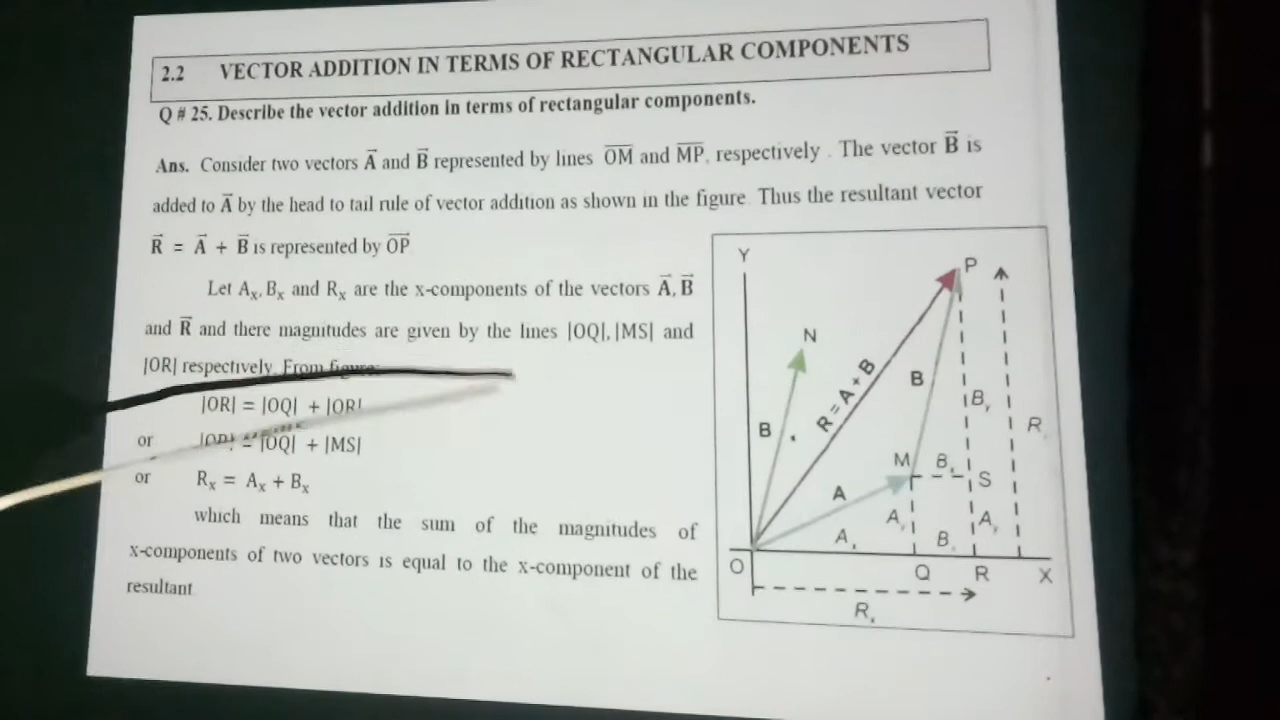 2.2 VECTOR ADDITION IN TERMS OF RECTANGULAR COMPONENTS
Q # 25. Describe the vector addition in terms of rectangular components.
Ans. Consider two vectors A⃗ and B⃗ represented by lines O̅M̅ and M̅P̅, respectively . The vector B⃗ is
added to A⃗ by the head to tail rule of vector addition as shown in the figure. Thus the resultant vector
R⃗ = A⃗ + B⃗ is represented by OP⃗
Let Aₓ, Bₓ and Rₓ are the x-components of the vectors A⃗, B⃗
and R⃗ and there magnitudes are given by the lines |OQ|, |MS| and
|OR| respectively. From figure:
|OR| = |OQ| + |QR|
or |OR| = |OQ| + |MS|
or Rₓ = Aₓ + Bₓ
which means that the sum of the magnitudes of
x-components of two vectors is equal to the x-component of the
resultant
Y
P
N
B
R = A + B
B
Bᵧ
R
M
Bₓ
S
A
Aᵧ
Aᵧ
Aₓ
Bₓ
O
Q
R
X
Rₓ